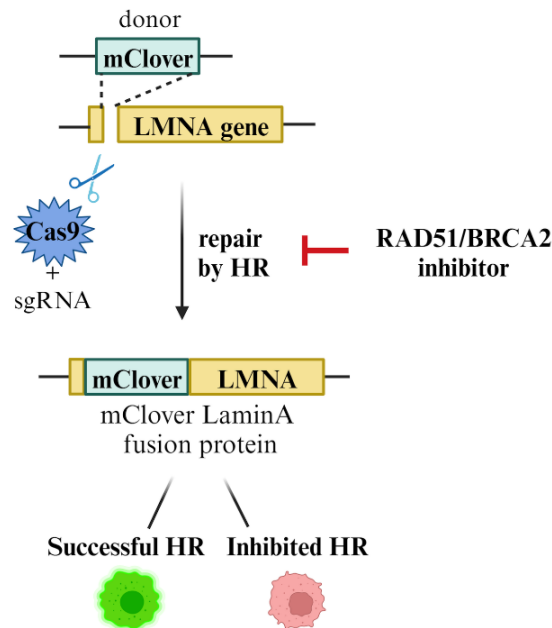 donor
mClover
LMNA gene
Cas9
+
sgRNA
repair
by HR
RAD51/BRCA2
inhibitor
mClover
LMNA
mClover LaminA
fusion protein
Successful HR
Inhibited HR